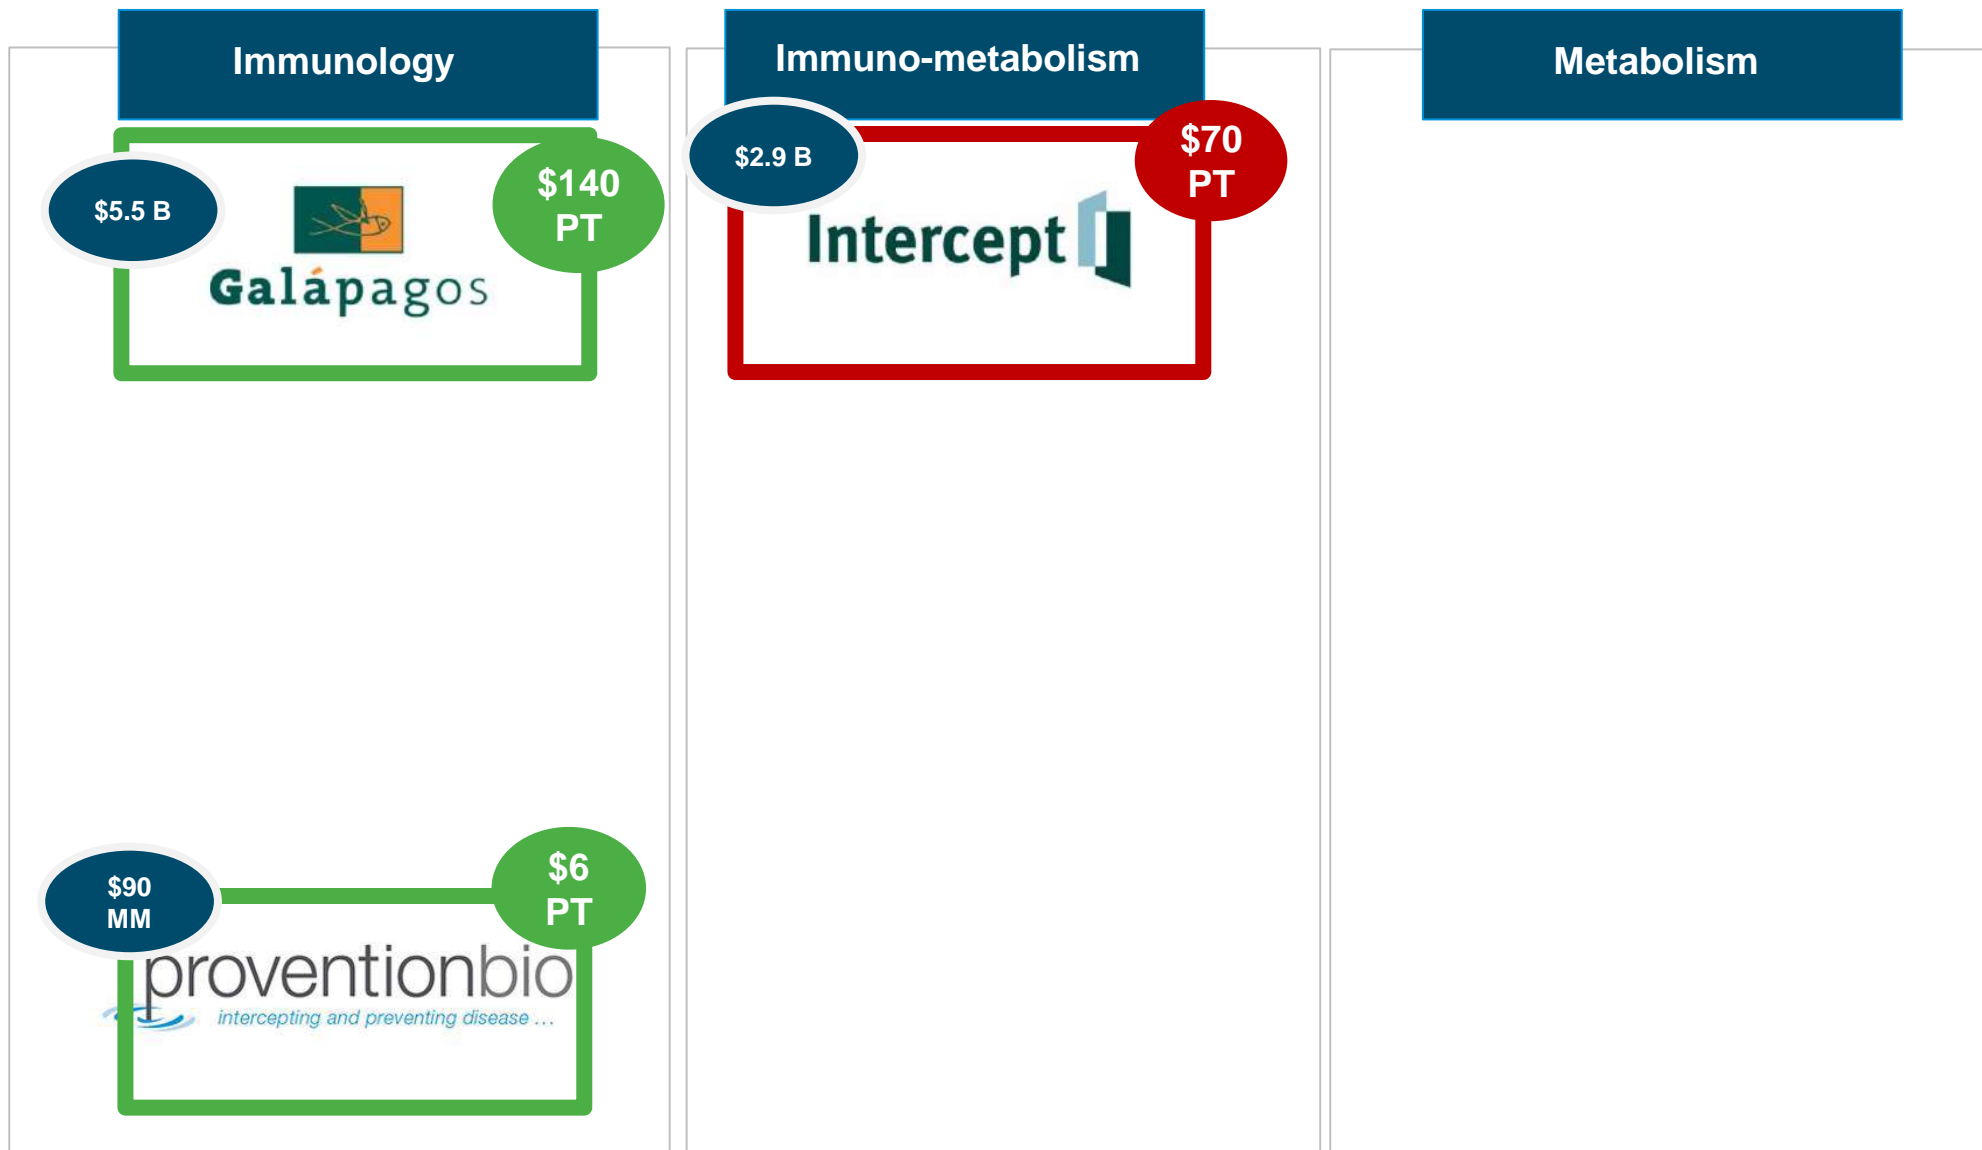 Immunology
$5.5 B
$140
PT
Galápagos
$90
MM
$6
PT
proventionbio
intercepting and preventing disease ...
Immuno-metabolism
$2.9 B
$70
PT
Intercept
Metabolism